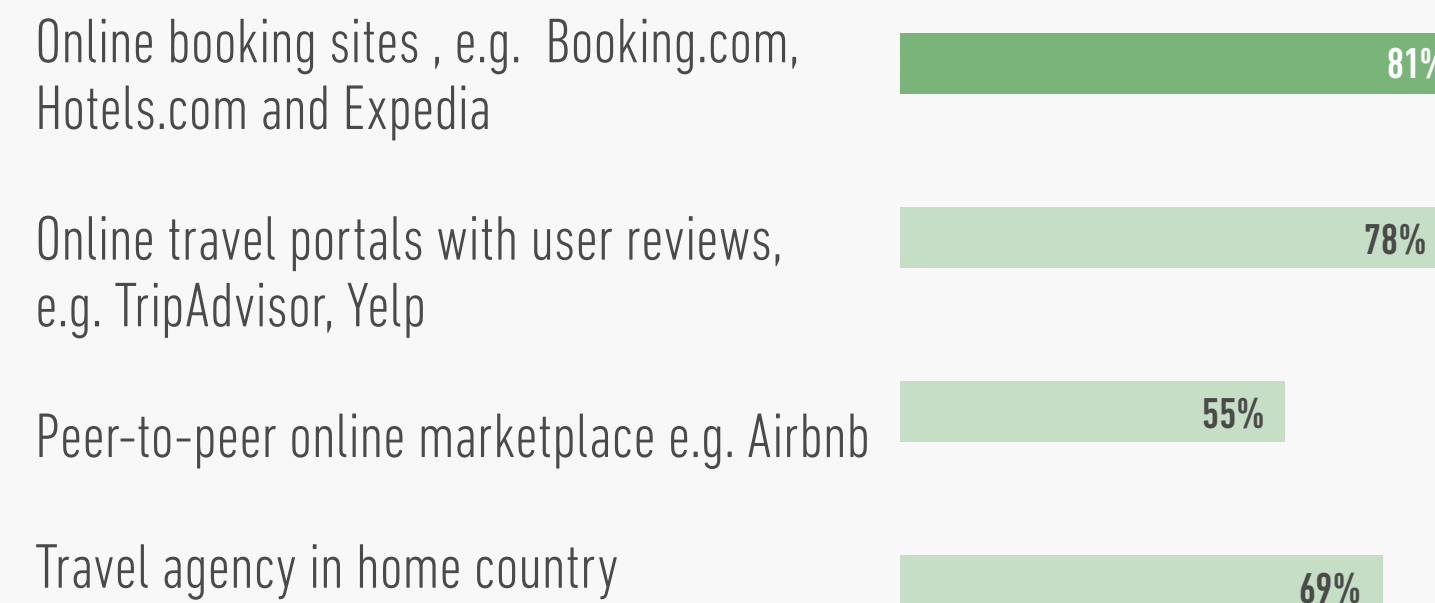 Online booking sites , e.g.  Booking.com,
Hotels.com and Expedia
81%
Online travel portals with user reviews,
e.g. TripAdvisor, Yelp
78%
Peer-to-peer online marketplace e.g. Airbnb
55%
Travel agency in home country
69%